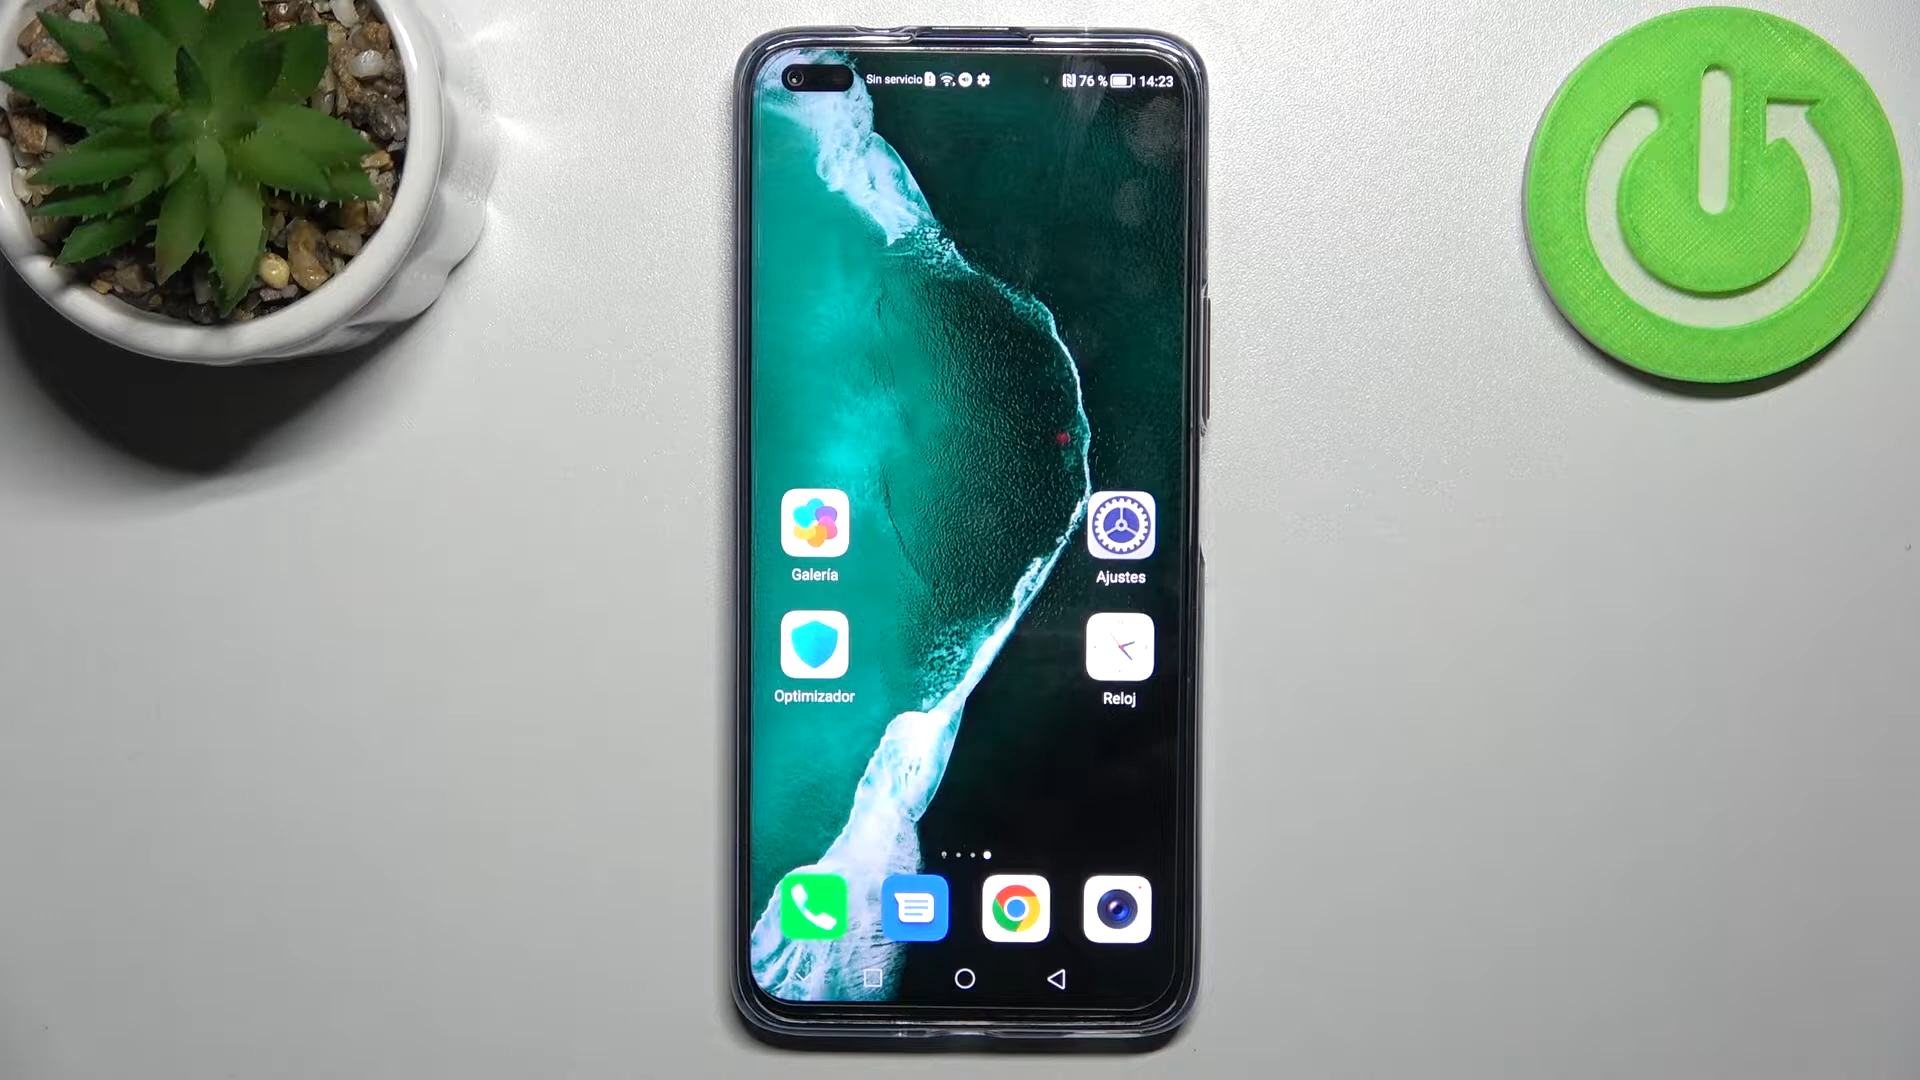 Sin servicio 76 % 14:23
Galería
Ajustes
Optimizador
Reloj